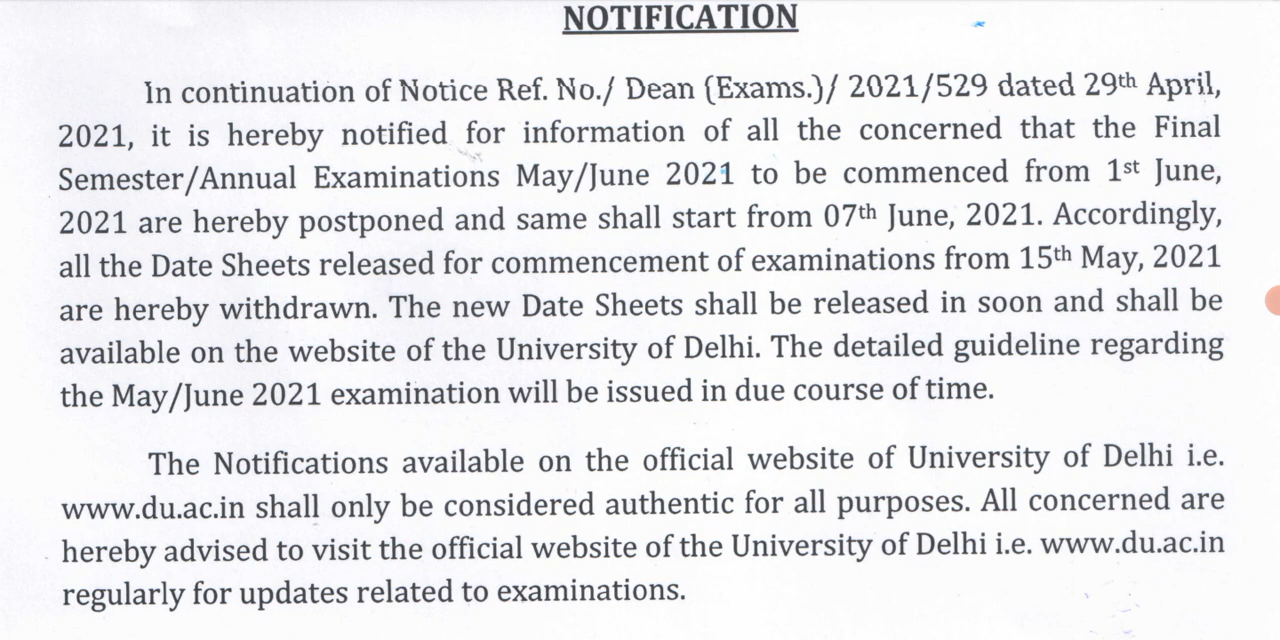 NOTIFICATION
In continuation of Notice Ref. No./ Dean (Exams.)/ 2021/529 dated 29th April,
2021, it is hereby notified for information of all the concerned that the Final
Semester/Annual Examinations May/June 2021 to be commenced from 1st June,
2021 are hereby postponed and same shall start from 07th June, 2021. Accordingly,
all the Date Sheets released for commencement of examinations from 15th May, 2021
are hereby withdrawn. The new Date Sheets shall be released in soon and shall be
available on the website of the University of Delhi. The detailed guideline regarding
the May/June 2021 examination will be issued in due course of time.
The Notifications available on the official website of University of Delhi i.e.
www.du.ac.in shall only be considered authentic for all purposes. All concerned are
hereby advised to visit the official website of the University of Delhi i.e. www.du.ac.in
regularly for updates related to examinations.